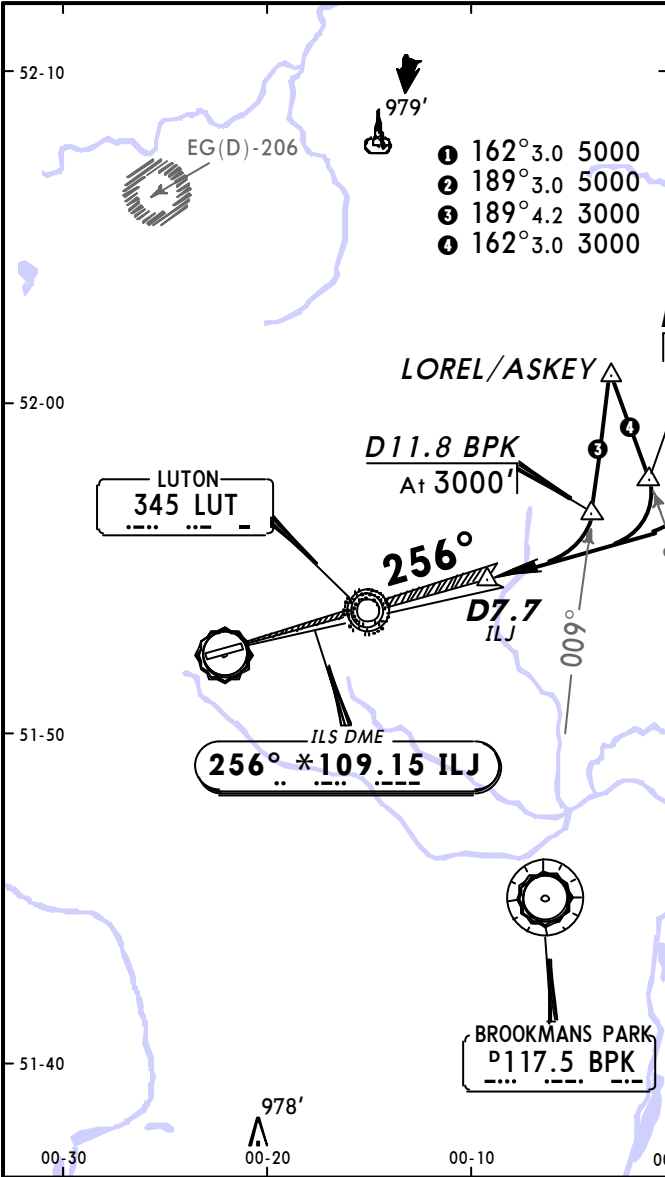 52-10
979'
EG(D)-206
❶ 162° 3.0 5000
❷ 189° 3.0 5000
❸ 189° 4.2 3000
❹ 162° 3.0 3000
LOREL/ASKEY
52-00
❹
❸
D11.8 BPK
At 3000'
LUTON
345 LUT
256°
D7.7
ILJ
009°
51-50
ILS DME
256° *109.15 ILJ
BROOKMANS PARK
D117.5 BPK
51-40
978'
00-30
00-20
00-10